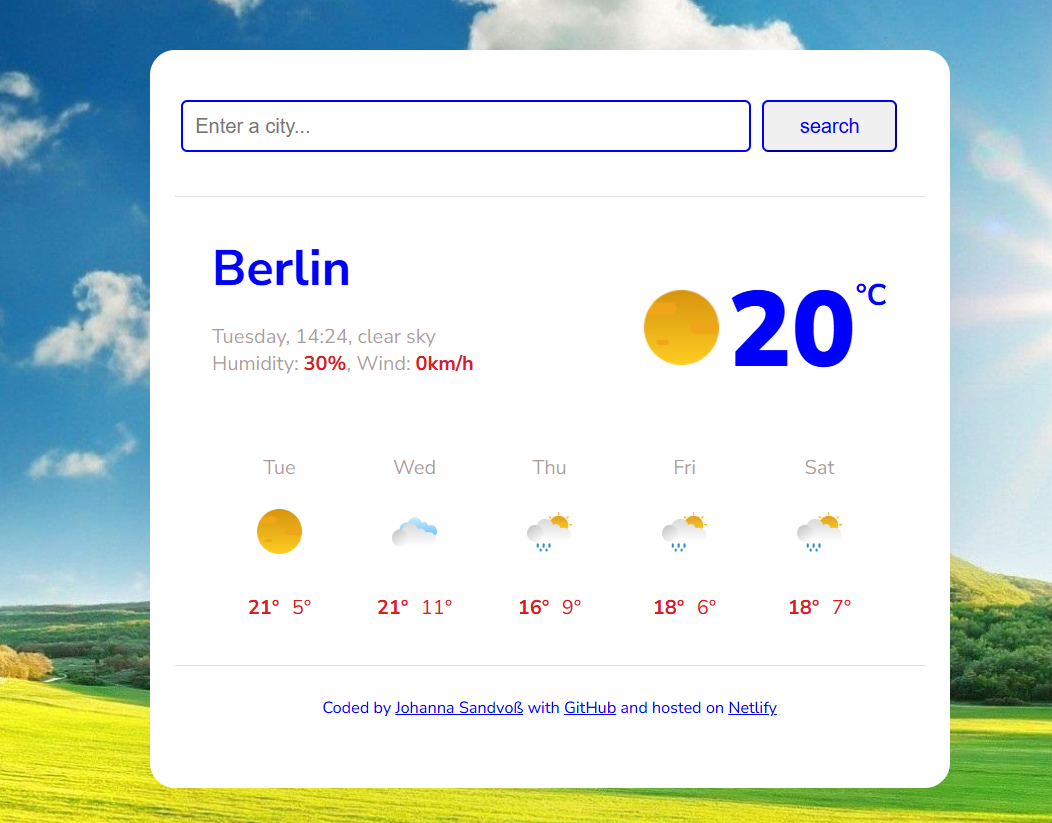 Enter a city... search
Berlin
20 °C
Tuesday, 14:24, clear sky
Humidity: 30%, Wind: 0km/h
Tue Wed Thu Fri Sat
21° 5° 21° 11° 16° 9° 18° 6° 18° 7°
Coded by Johanna Sandvoß with GitHub and hosted on Netlify